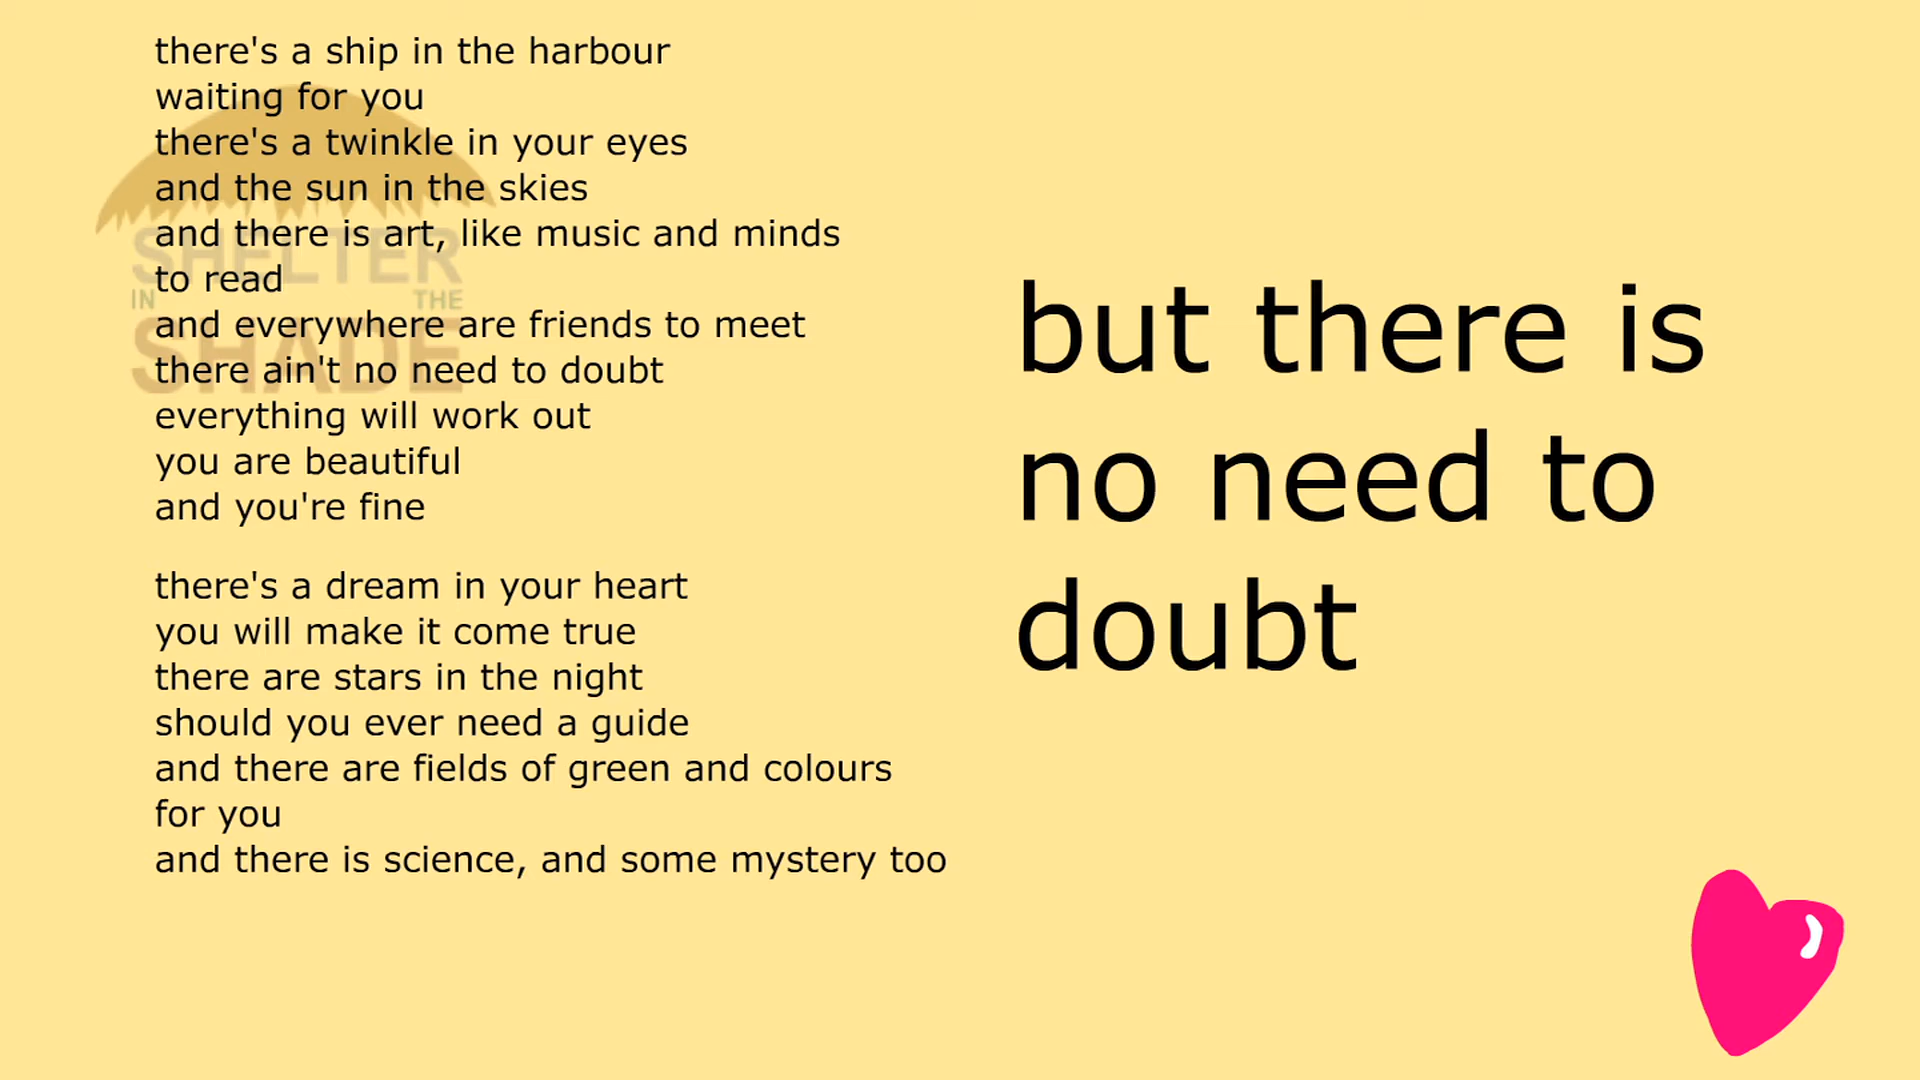 there's a ship in the harbour
waiting for you
there's a twinkle in your eyes
and the sun in the skies
and there is art, like music and minds
to read
and everywhere are friends to meet
there ain't no need to doubt
everything will work out
you are beautiful
and you're fine
there's a dream in your heart
you will make it come true
there are stars in the night
should you ever need a guide
and there are fields of green and colours
for you
and there is science, and some mystery too
but there is
no need to
doubt
SHELTER
IN THE
SHADE